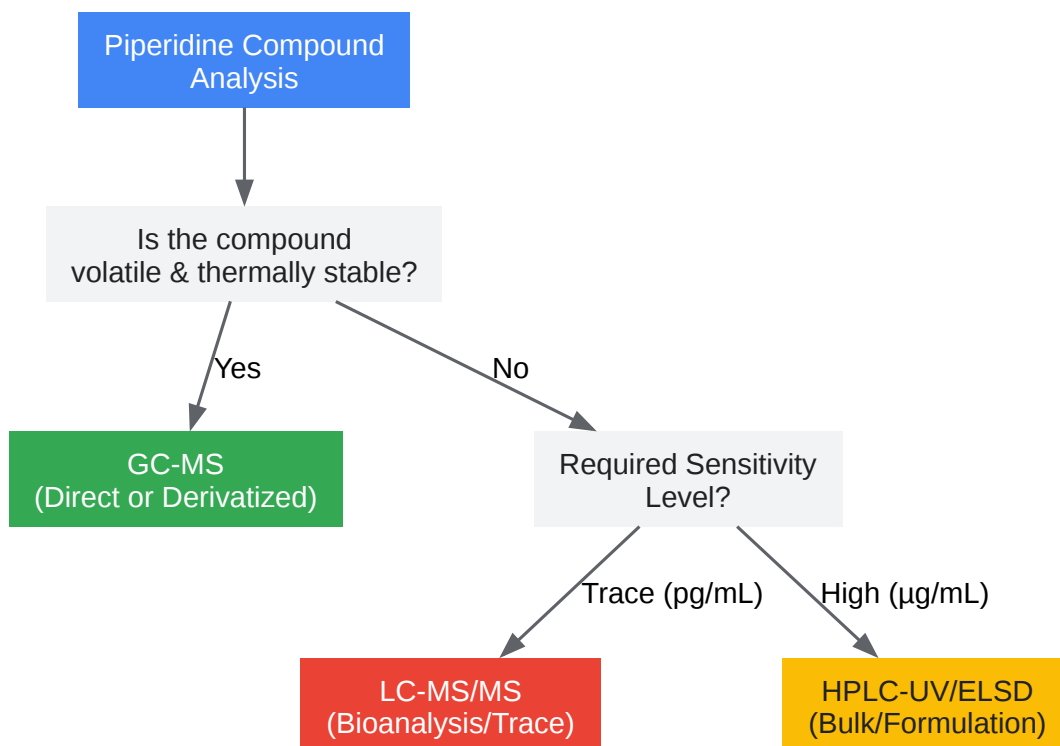 Piperidine Compound
Analysis
Is the compound
volatile & thermally stable?
Yes
No
GC-MS
(Direct or Derivatized)
Required Sensitivity
Level?
Trace (pg/mL)
High (µg/mL)
LC-MS/MS
(Bioanalysis/Trace)
HPLC-UV/ELSD
(Bulk/Formulation)